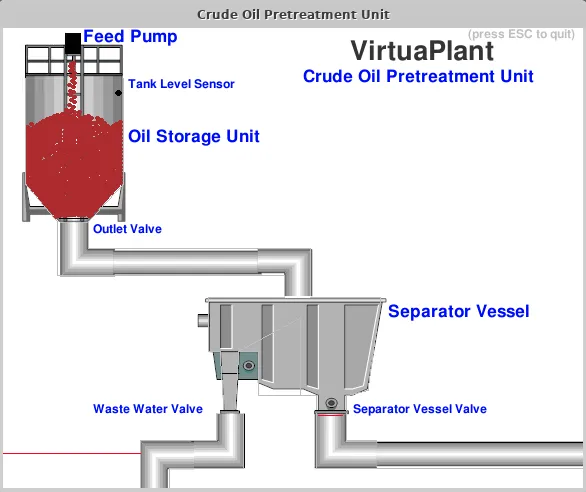 Crude Oil Pretreatment Unit
Feed Pump
(press ESC to quit)
VirtuaPlant
Crude Oil Pretreatment Unit
Tank Level Sensor
Oil Storage Unit
Outlet Valve
Separator Vessel
Waste Water Valve
Separator Vessel Valve